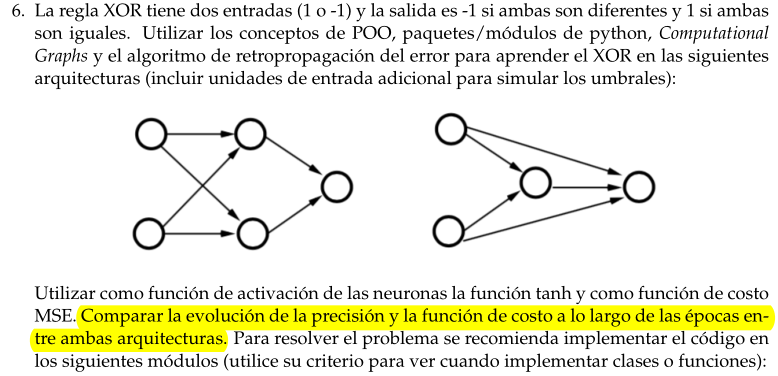 6. La regla XOR tiene dos entradas (1 o -1) y la salida es -1 si ambas son diferentes y 1 si ambas
son iguales. Utilizar los conceptos de POO, paquetes/módulos de python, Computational
Graphs y el algoritmo de retropropagación del error para aprender el XOR en las siguientes
arquitecturas (incluir unidades de entrada adicional para simular los umbrales):
Utilizar como función de activación de las neuronas la función tanh y como función de costo
MSE. Comparar la evolución de la precisión y la función de costo a lo largo de las épocas en-
tre ambas arquitecturas. Para resolver el problema se recomienda implementar el código en
los siguientes módulos (utilice su criterio para ver cuando implementar clases o funciones):